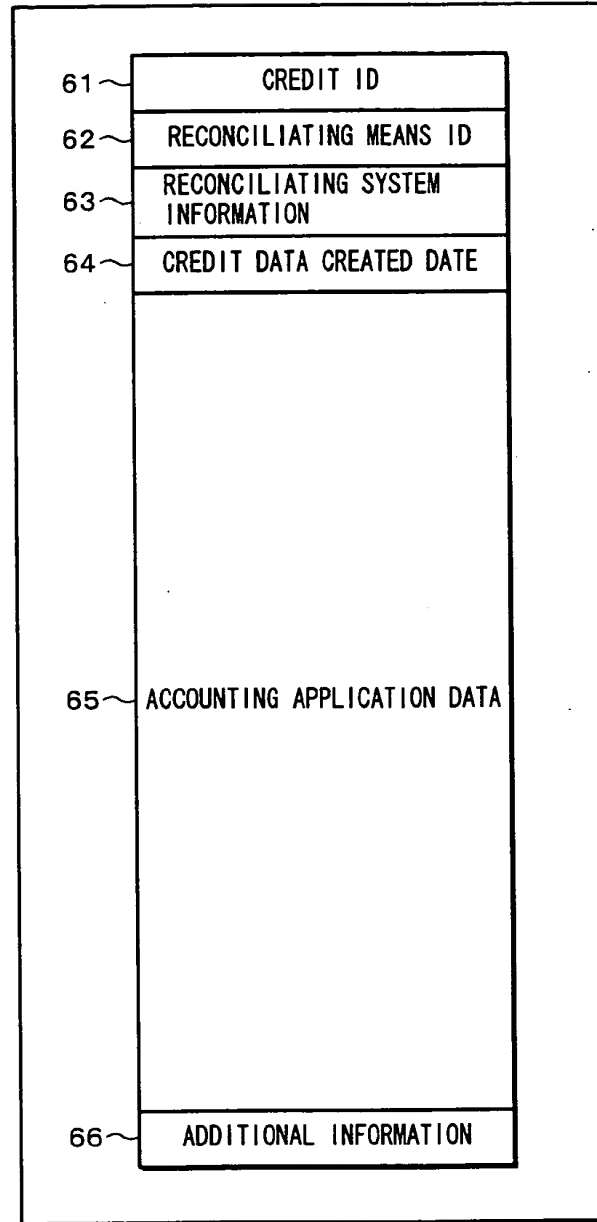 61 CREDIT ID
62 RECONCILIATING MEANS ID
63 RECONCILIATING SYSTEM
INFORMATION
64 CREDIT DATA CREATED DATE
65 ACCOUNTING APPLICATION DATA
66 ADDITIONAL INFORMATION